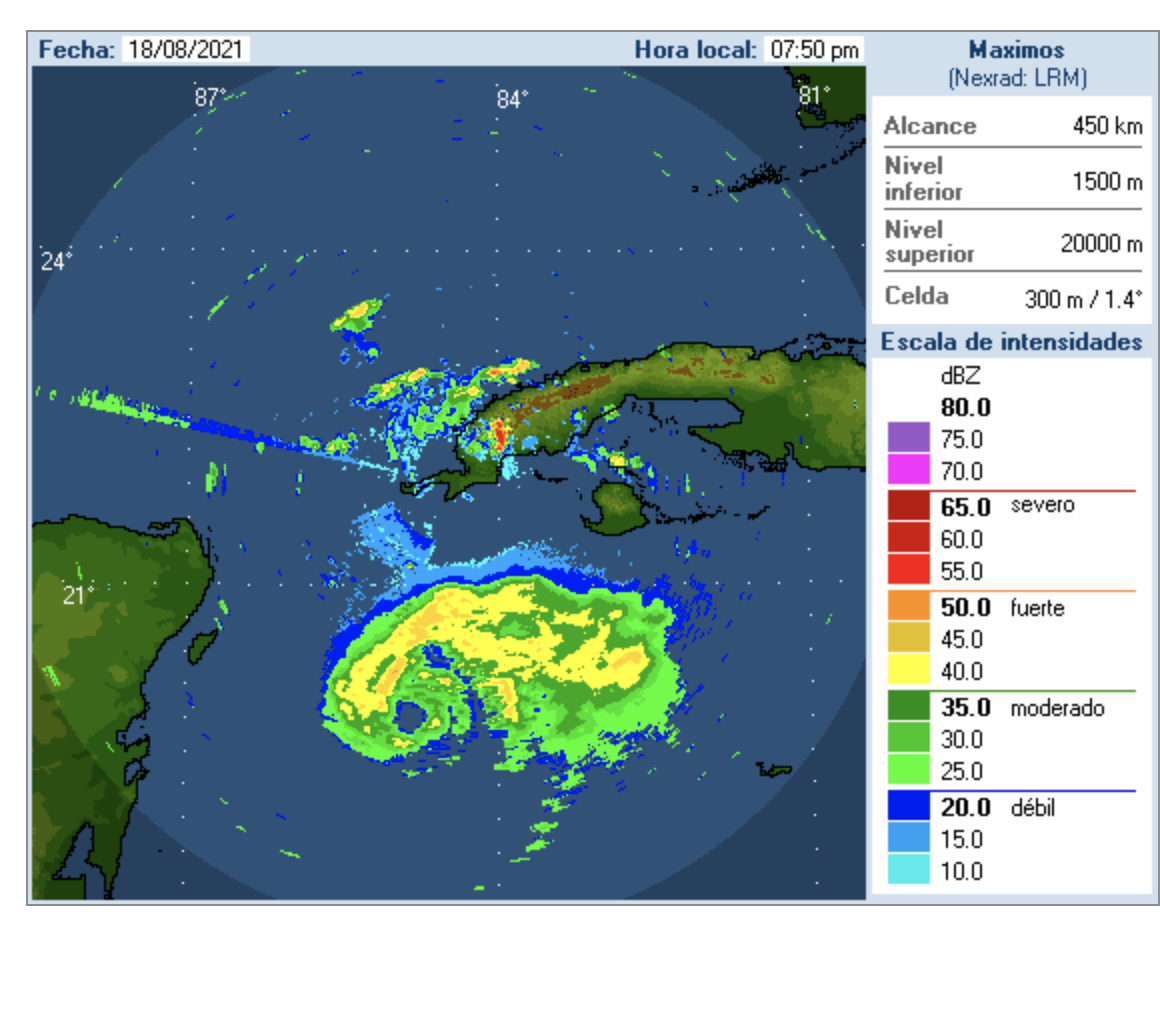 Fecha: 18/08/2021
Hora local: 07:50 pm
87°
84°
81°
24°
21°
Maximos
(Nexrad: LRM)
Alcance 450 km
Nivel
inferior 1500 m
Nivel
superior 20000 m
Celda 300 m / 1.4°
Escala de intensidades
dBZ
80.0
75.0
70.0
65.0 severo
60.0
55.0
50.0 fuerte
45.0
40.0
35.0 moderado
30.0
25.0
20.0 débil
15.0
10.0